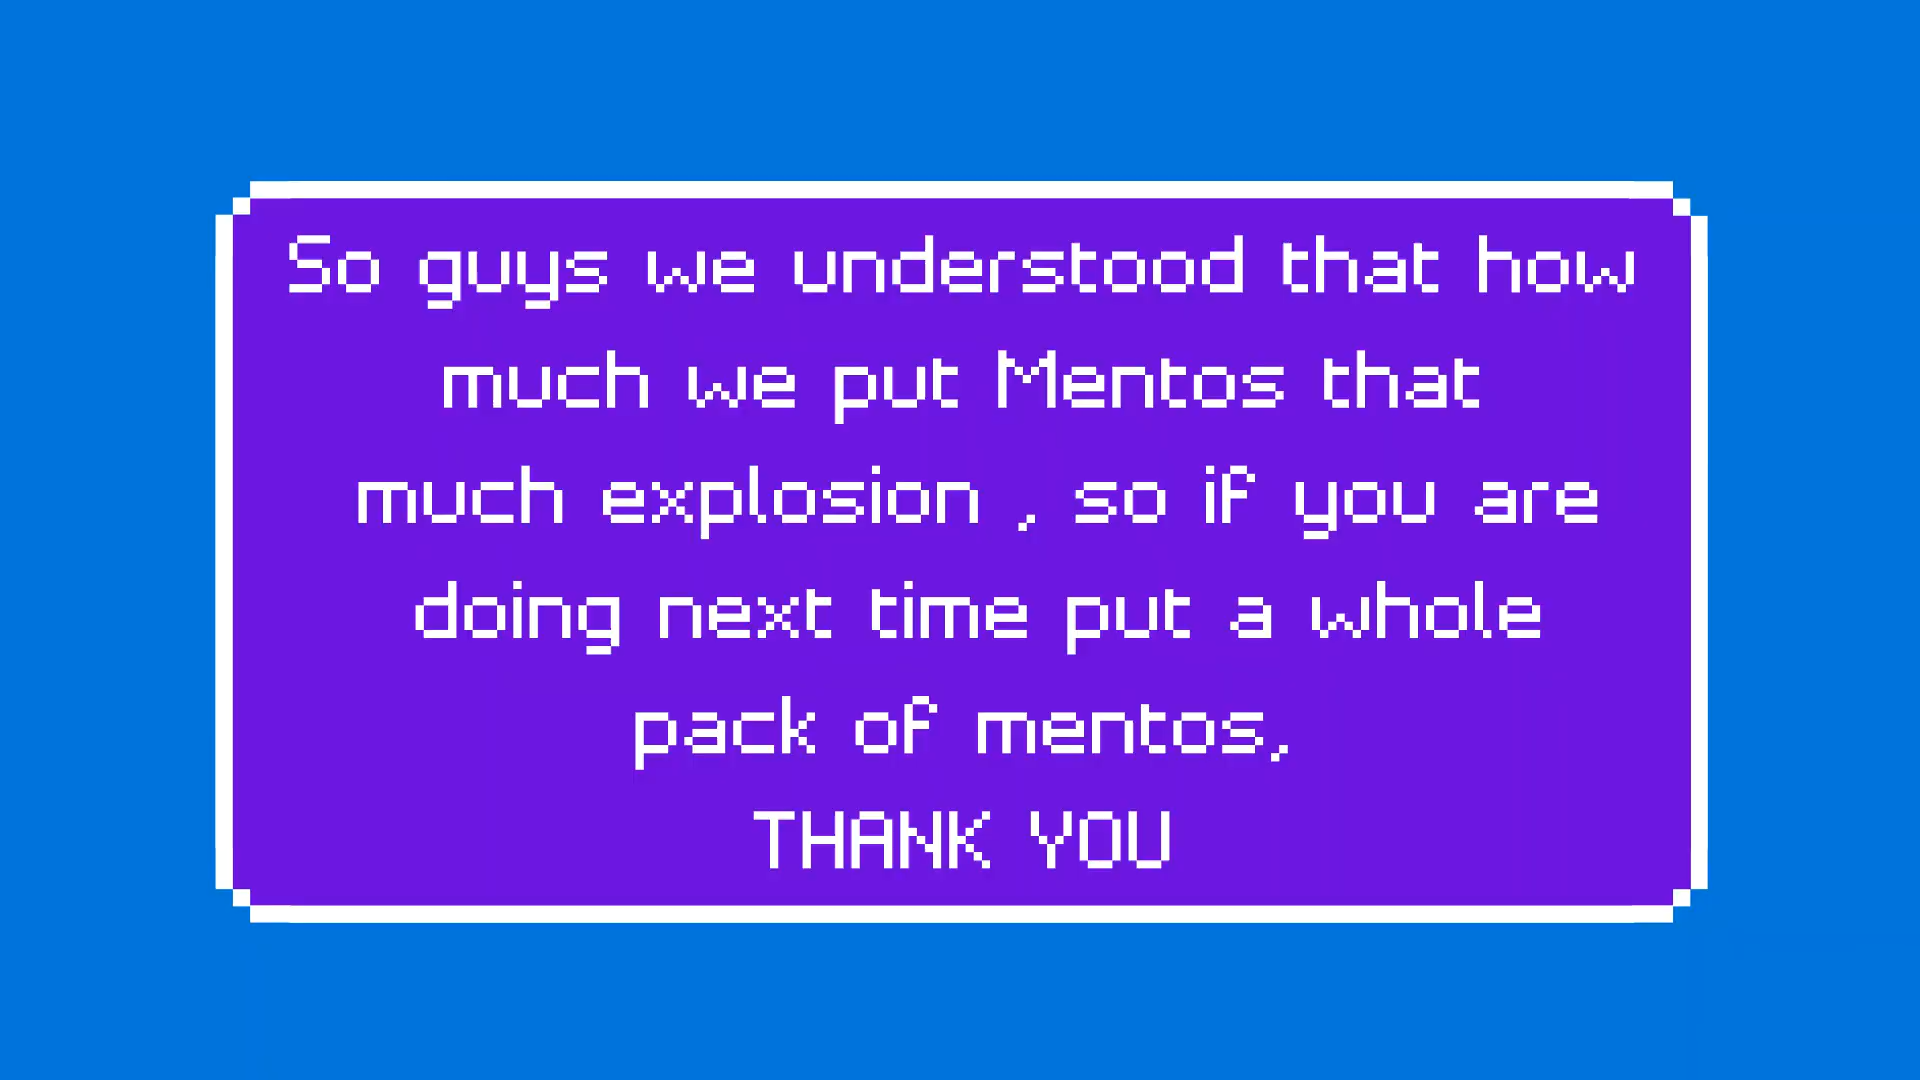 So guys we understood that how
much we put Mentos that
much explosion , so if you are
doing next time put a whole
pack of mentos,
THANK YOU